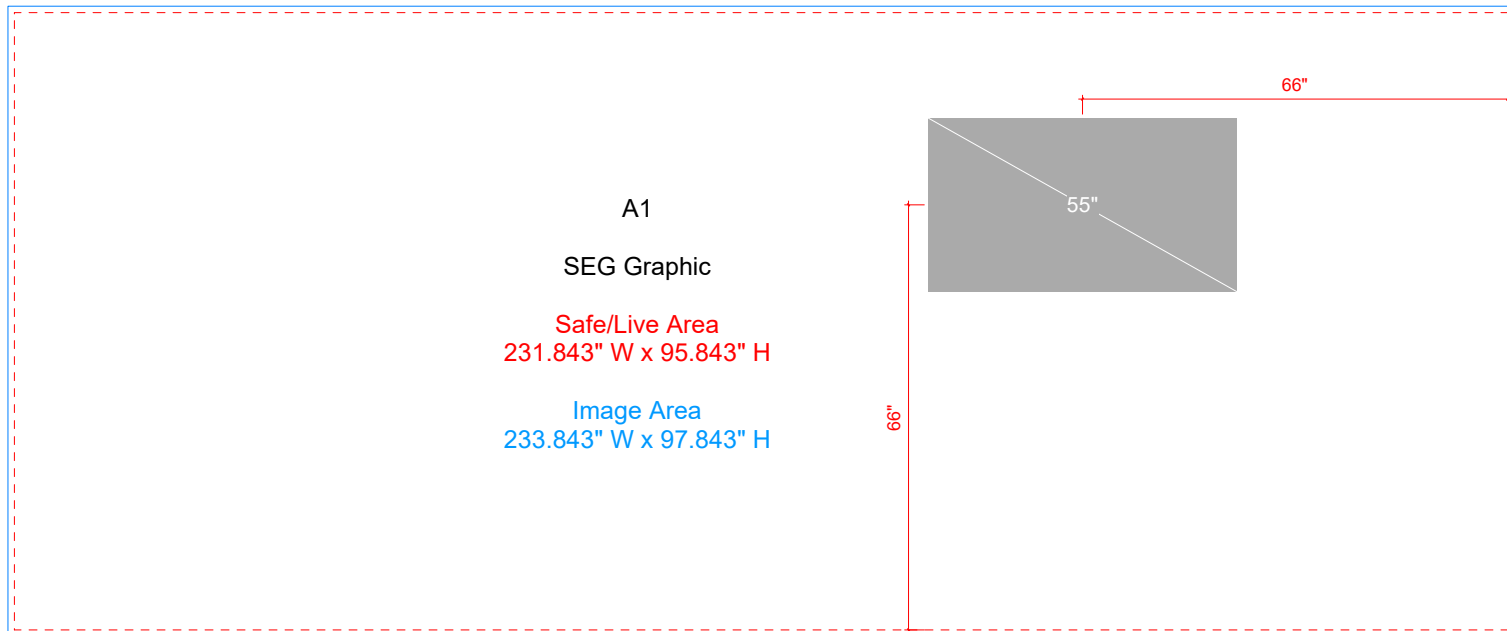 66"
55"
A1
SEG Graphic
Safe/Live Area
231.843" W x 95.843" H
Image Area
233.843" W x 97.843" H
66"